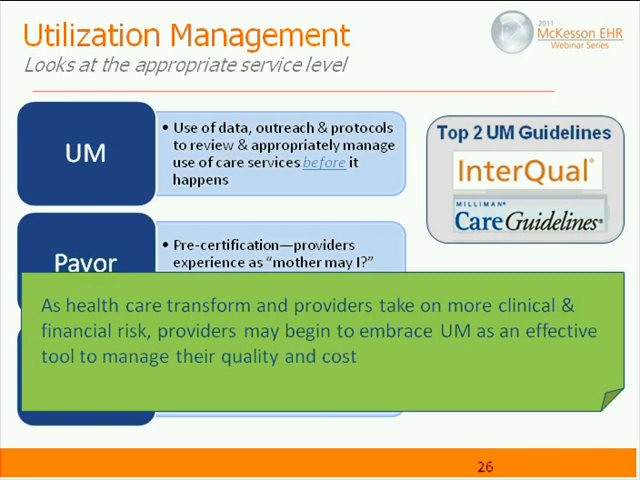 Utilization Management
Looks at the appropriate service level
2011
McKesson EHR
Webinar Series
UM
• Use of data, outreach & protocols
to review & appropriately manage
use of care services before it
happens
Top 2 UM Guidelines
InterQual®
MILLIMAN®
CareGuidelines®
Payor
• Pre-certification—providers
experience as “mother may I?”
As health care transform and providers take on more clinical &
financial risk, providers may begin to embrace UM as an effective
tool to manage their quality and cost
26